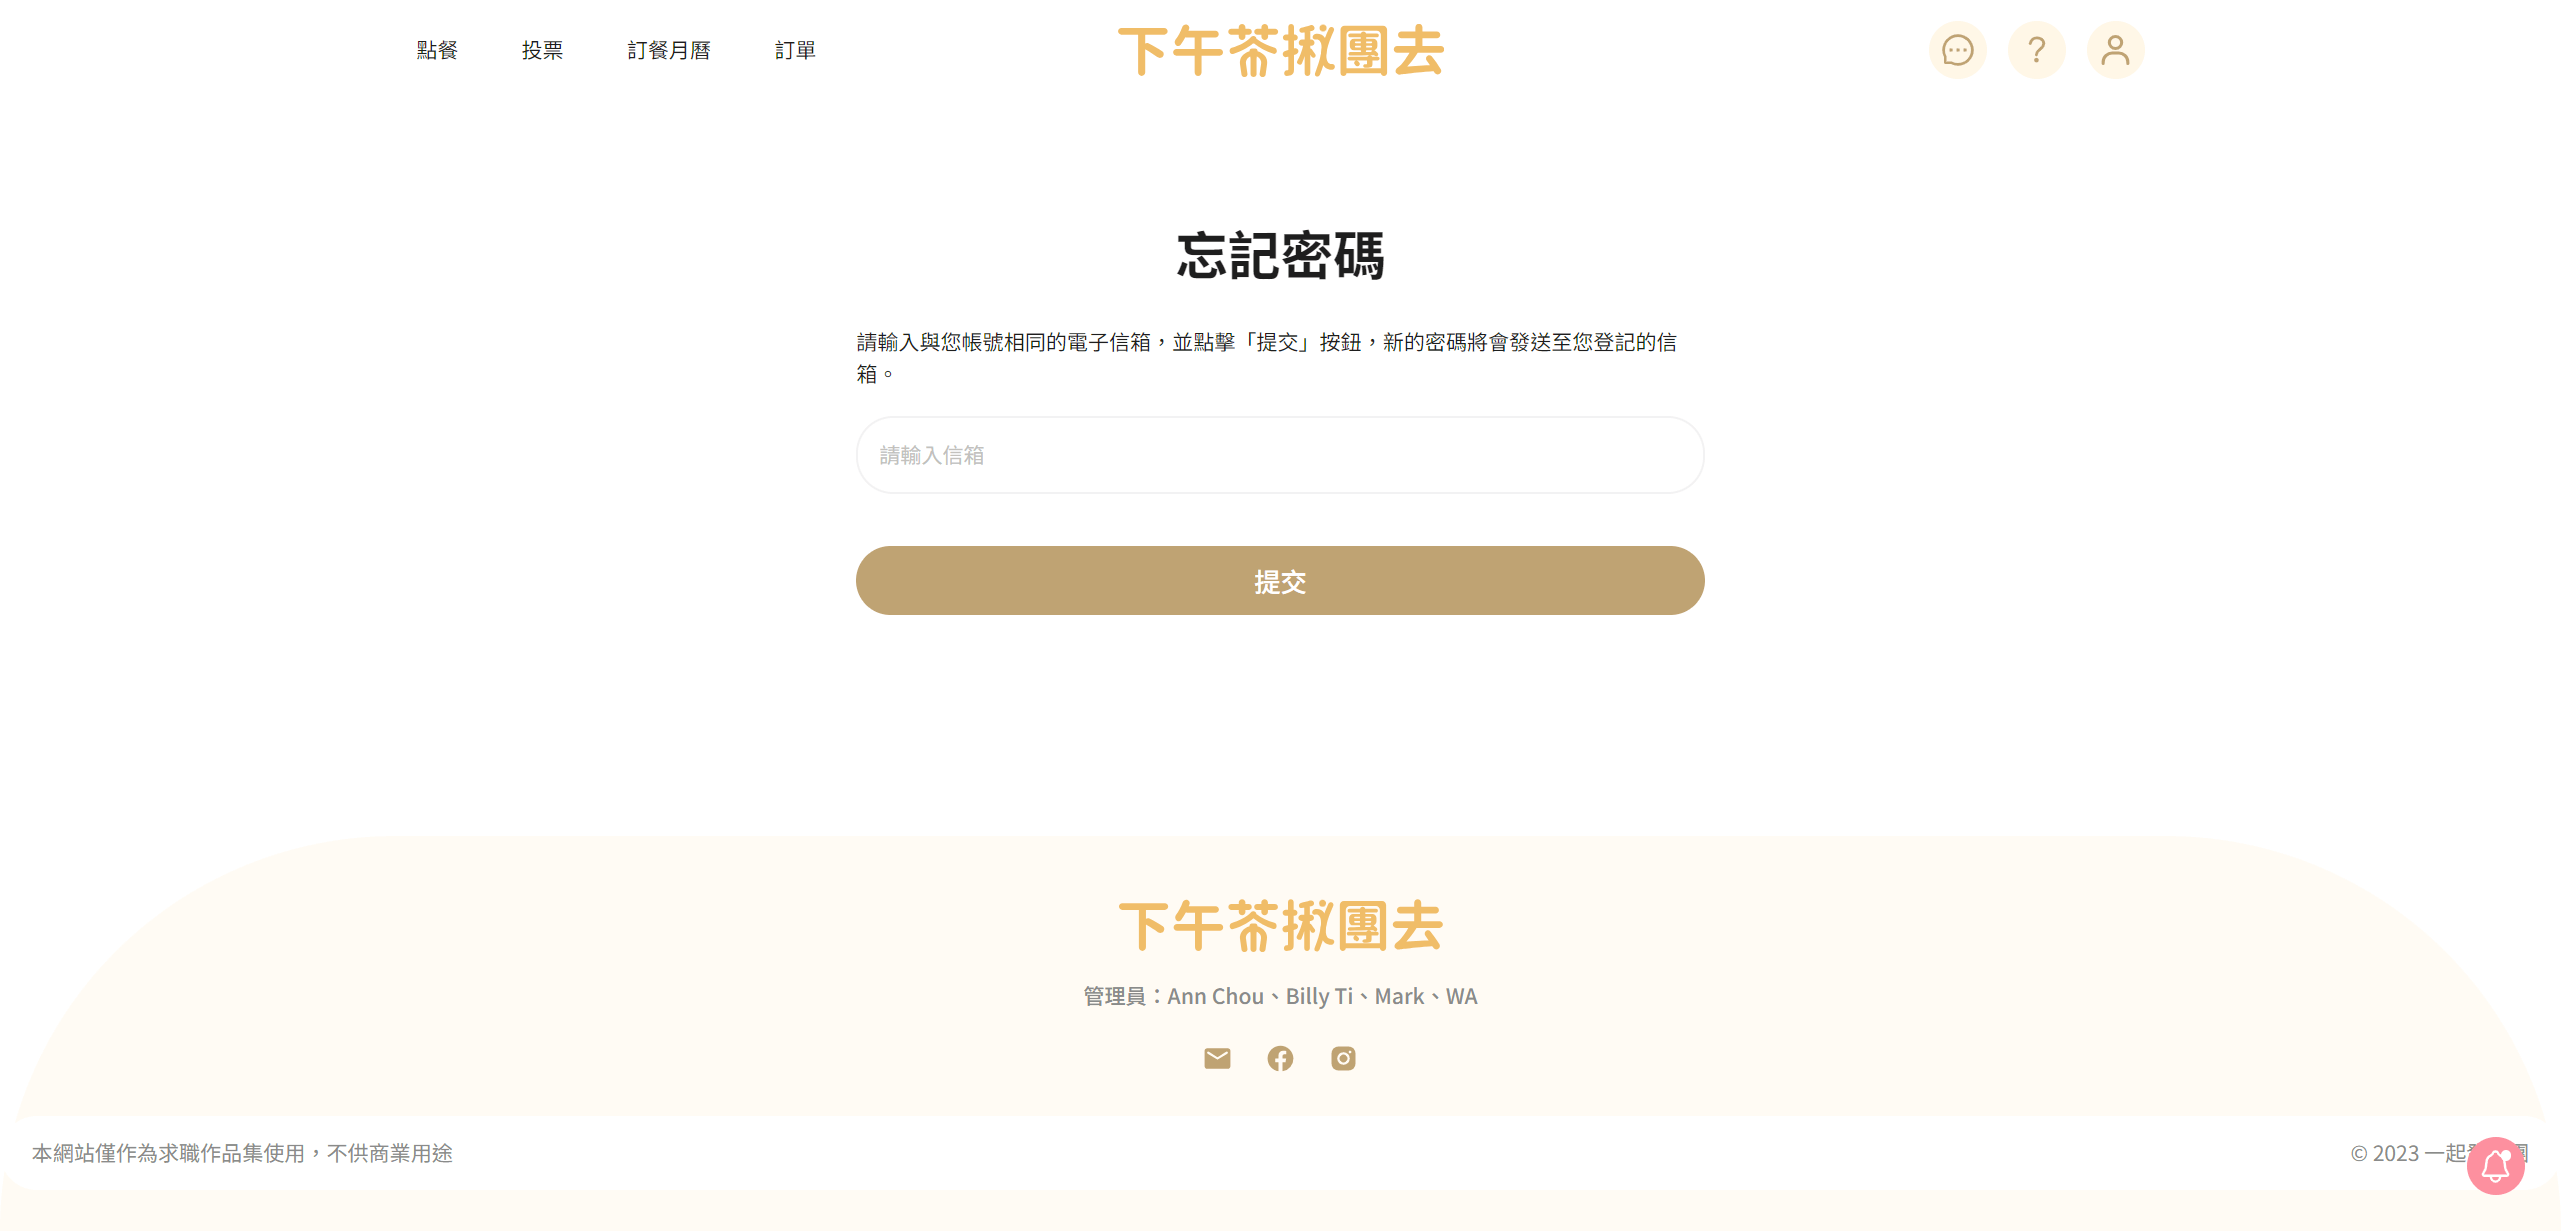 點餐 投票 訂餐月曆 訂單 下午茶揪團去
忘記密碼
請輸入與您帳號相同的電子信箱，並點擊「提交」按鈕，新的密碼將會發送至您登記的信
箱。
請輸入信箱
提交
下午茶揪團去
管理員：Ann Chou、Billy Ti、Mark、WA
本網站僅作為求職作品集使用，不供商業用途
© 2023 一起